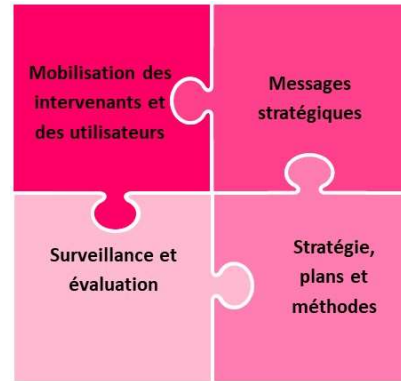 Mobilisation des
intervenants et
des utilisateurs
Messages
stratégiques
Surveillance et
évaluation
Stratégie,
plans et
méthodes